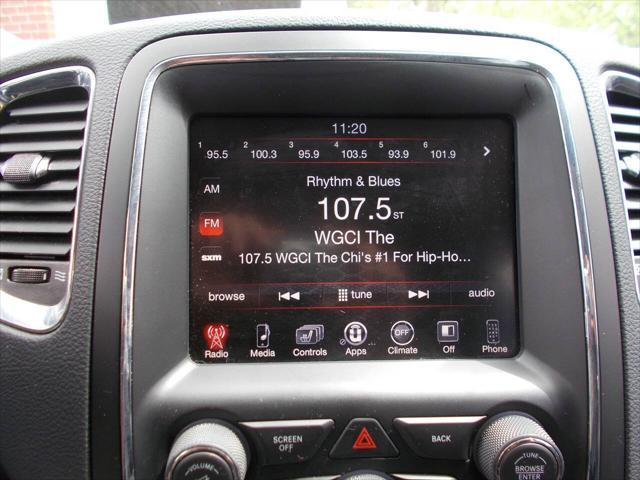 11:20
1 2 3 4 5 6
95.5 100.3 95.9 103.5 93.9 101.9
AM
Rhythm & Blues
FM
107.5 ST
WGCI The
sxm
107.5 WGCI The Chi's #1 For Hip-Ho...
browse tune audio
Radio Media Controls Apps Climate Off Phone
OFF
SCREEN OFF
BACK
VOLUME
TUNE
BROWSE
ENTER